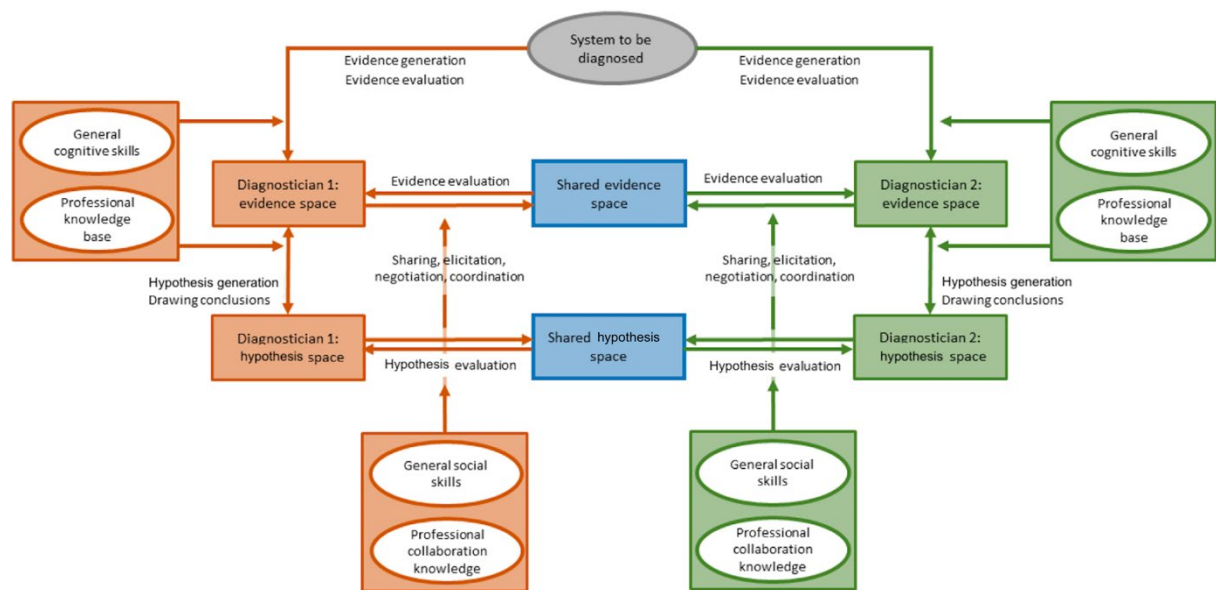 System to be
diagnosed
Evidence generation
Evidence evaluation
Evidence generation
Evidence evaluation
General
cognitive skills
Professional
knowledge
base
General
cognitive skills
Professional
knowledge
base
Diagnostician 1:
evidence space
Evidence evaluation
Shared evidence
space
Evidence evaluation
Diagnostician 2:
evidence space
Hypothesis generation
Drawing conclusions
Sharing, elicitation,
negotiation, coordination
Sharing, elicitation,
negotiation, coordination
Hypothesis generation
Drawing conclusions
Diagnostician 1:
hypothesis space
Hypothesis evaluation
Shared hypothesis
space
Hypothesis evaluation
Diagnostician 2:
hypothesis space
General social
skills
Professional
collaboration
knowledge
General social
skills
Professional
collaboration
knowledge